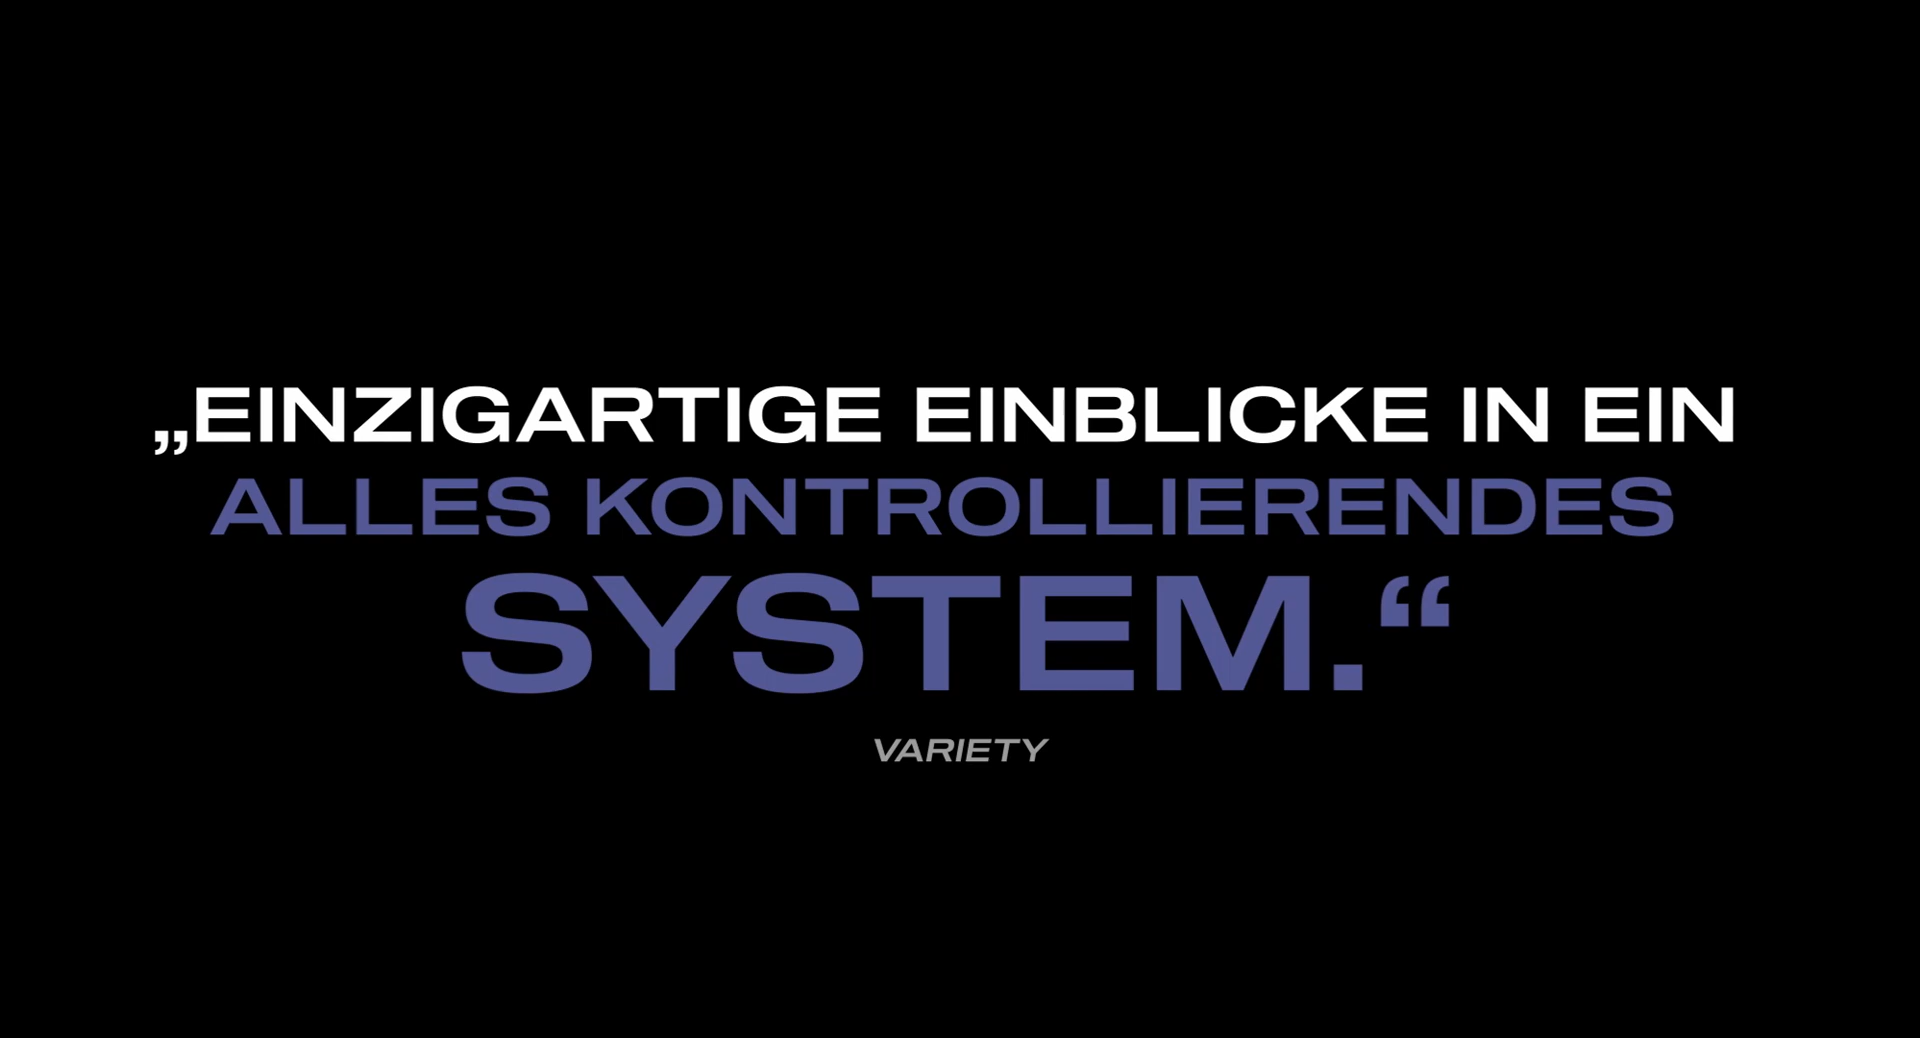 „EINZIGARTIGE EINBLICKE IN EIN
ALLES KONTROLLIERENDES
SYSTEM.“
VARIETY